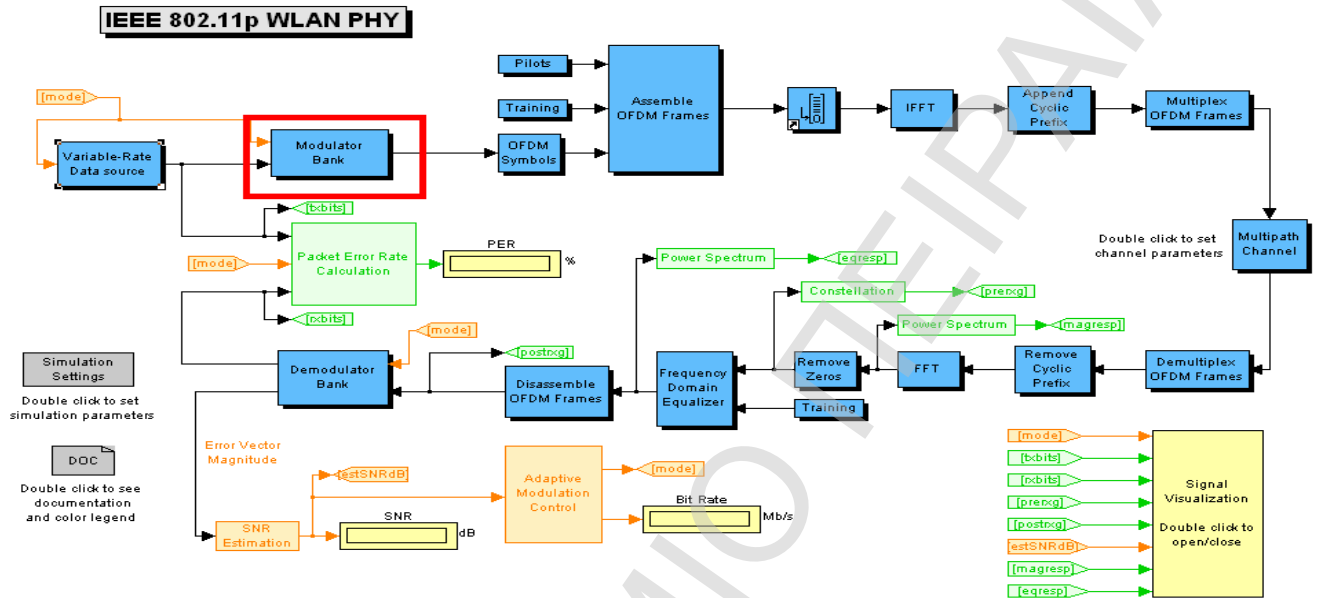 IEEE 802.11p WLAN PHY
[mode]
Variable-Rate
Data source
Modulator
Bank
Pilots
Training
OFDM
Symbols
Assemble
OFDM Frames
IFFT
Append
Cyclic
Prefix
Multiplex
OFDM Frames
[txbits]
[mode]
Packet Error Rate
Calculation
PER
%
[rxbits]
Double click to set
channel parameters
Multipath
Channel
Power Spectrum
[eqresp]
Constellation
[prerxg]
Power Spectrum
[magresp]
[mode]
[postrxg]
Simulation
Settings
Double click to set
simulation parameters
Demodulator
Bank
Disassemble
OFDM Frames
Frequency
Domain
Equalizer
Remove
Zeros
Training
FFT
Remove
Cyclic
Prefix
Demultiplex
OFDM Frames
DOC
Double click to see
documentation
and color legend
Error Vector
Magnitude
SNR
Estimation
[estSNRdB]
SNR
dB
Adaptive
Modulation
Control
[mode]
Bit Rate
Mb/s
[mode]
[txbits]
[rxbits]
[prerxg]
[postrxg]
[estSNRdB]
[magresp]
[eqresp]
Signal
Visualization
Double click to
open/close
ΜΙΟ ΠΕΙΡΑΙΑ